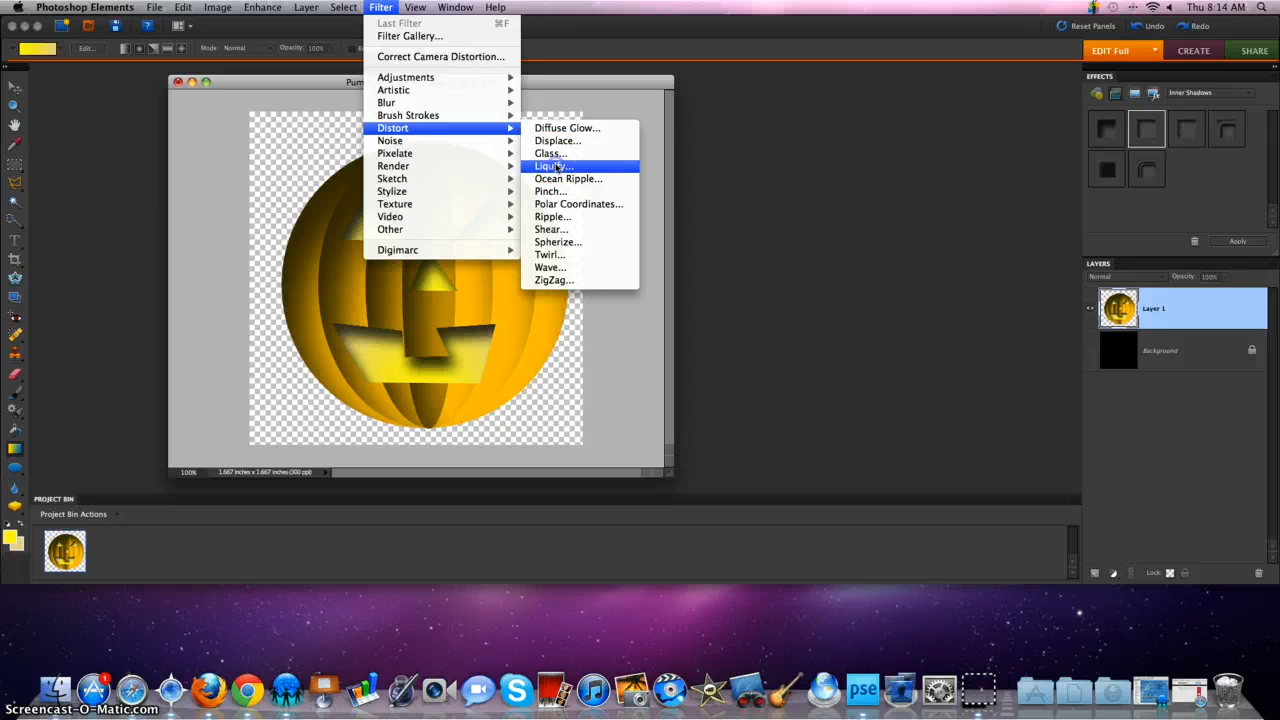 Photoshop Elements File Edit Image Enhance Layer Select Filter View Window Help Thu 8:14 AM
Reset Panels Undo Redo
Edit... Mode: Normal Opacity: 100%
EDIT Full CREATE SHARE
Last Filter ⌘F
Filter Gallery...
Correct Camera Distortion...
Adjustments
Artistic
Blur
Brush Strokes
Distort
Noise
Pixelate
Render
Sketch
Stylize
Texture
Video
Other
Digimarc
Diffuse Glow...
Displace...
Glass...
Liquify...
Ocean Ripple...
Pinch...
Polar Coordinates...
Ripple...
Shear...
Spherize...
Twirl...
Wave...
ZigZag...
EFFECTS
Inner Shadows
Apply
LAYERS
Normal Opacity: 100%
Layer 1
Background
Lock:
100% 1.667 inches x 1.667 inches (300 ppi)
PROJECT BIN
Project Bin Actions
pse
Screencast-O-Matic.com